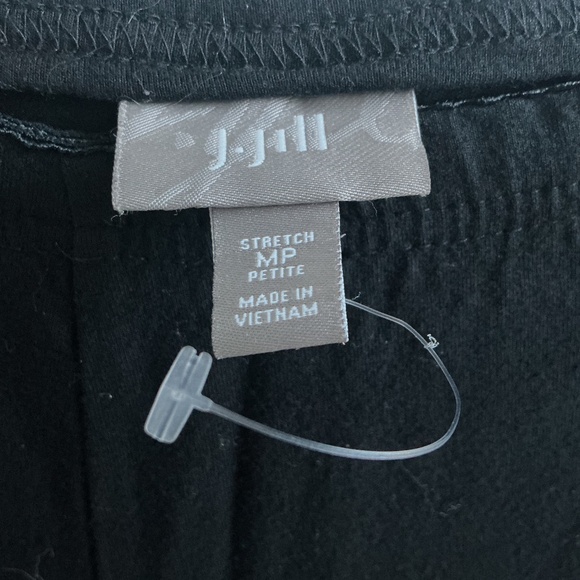 J.Jill
STRETCH
MP
PETITE
MADE IN
VIETNAM